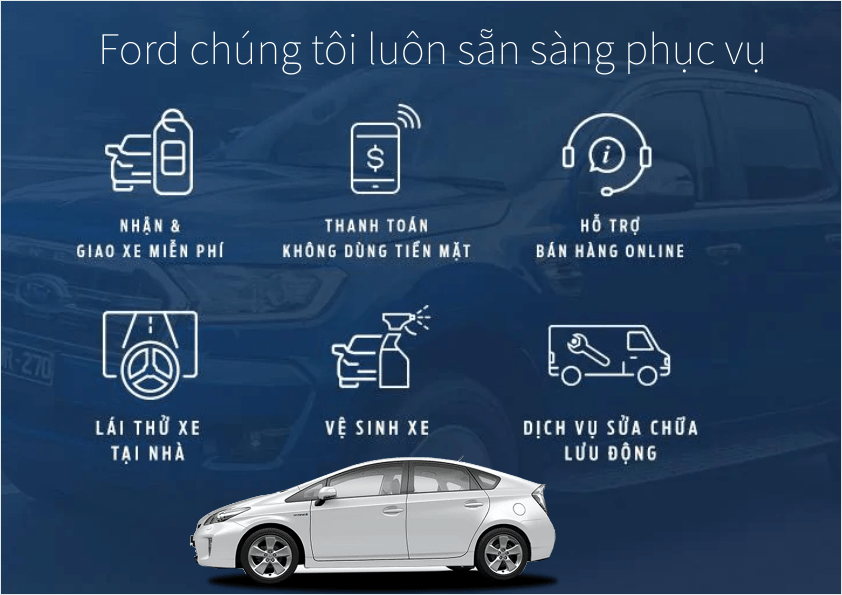 Ford chúng tôi luôn sẵn sàng phục vụ
NHẬN &
GIAO XE MIỄN PHÍ
$
THANH TOÁN
KHÔNG DÙNG TIỀN MẶT
i
HỖ TRỢ
BÁN HÀNG ONLINE
LÁI THỬ XE
TẠI NHÀ
VỆ SINH XE
DỊCH VỤ SỬA CHỮA
LƯU ĐỘNG